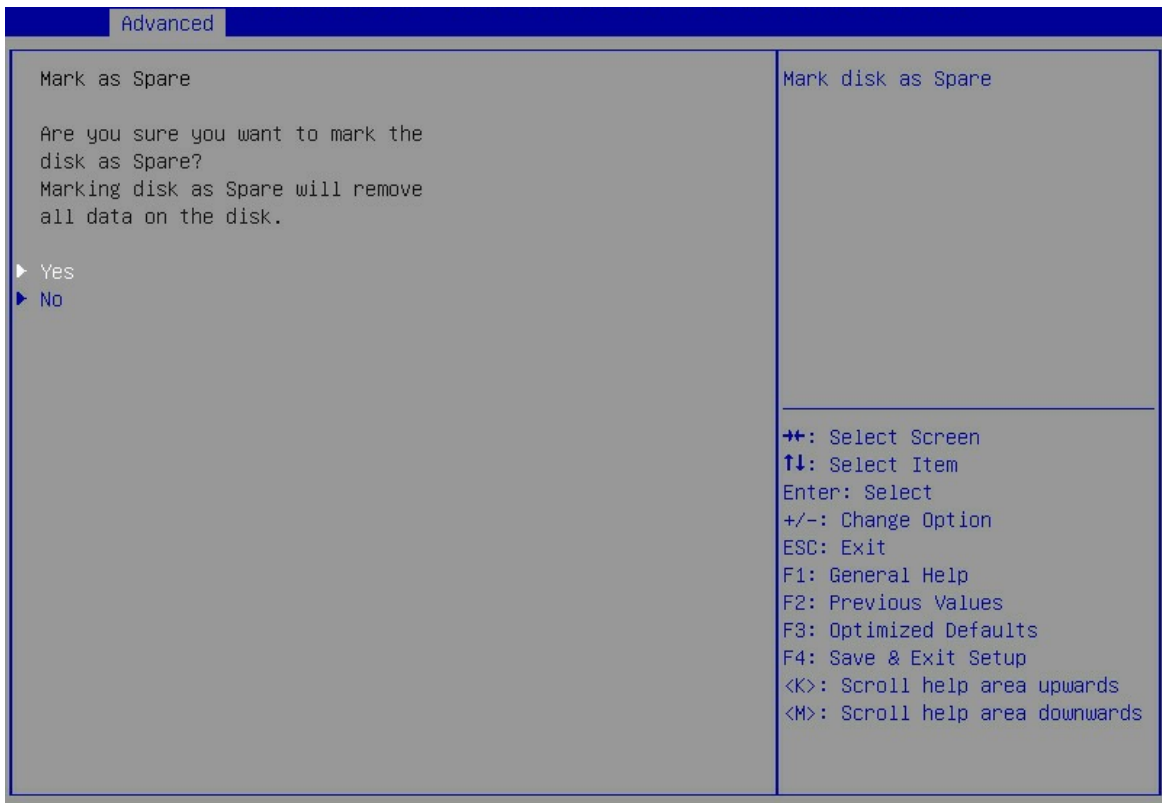 Advanced
Mark as Spare
Are you sure you want to mark the
disk as Spare?
Marking disk as Spare will remove
all data on the disk.
Yes
No
Mark disk as Spare
→←: Select Screen
↑↓: Select Item
Enter: Select
+/-: Change Option
ESC: Exit
F1: General Help
F2: Previous Values
F3: Optimized Defaults
F4: Save & Exit Setup
<K>: Scroll help area upwards
<M>: Scroll help area downwards